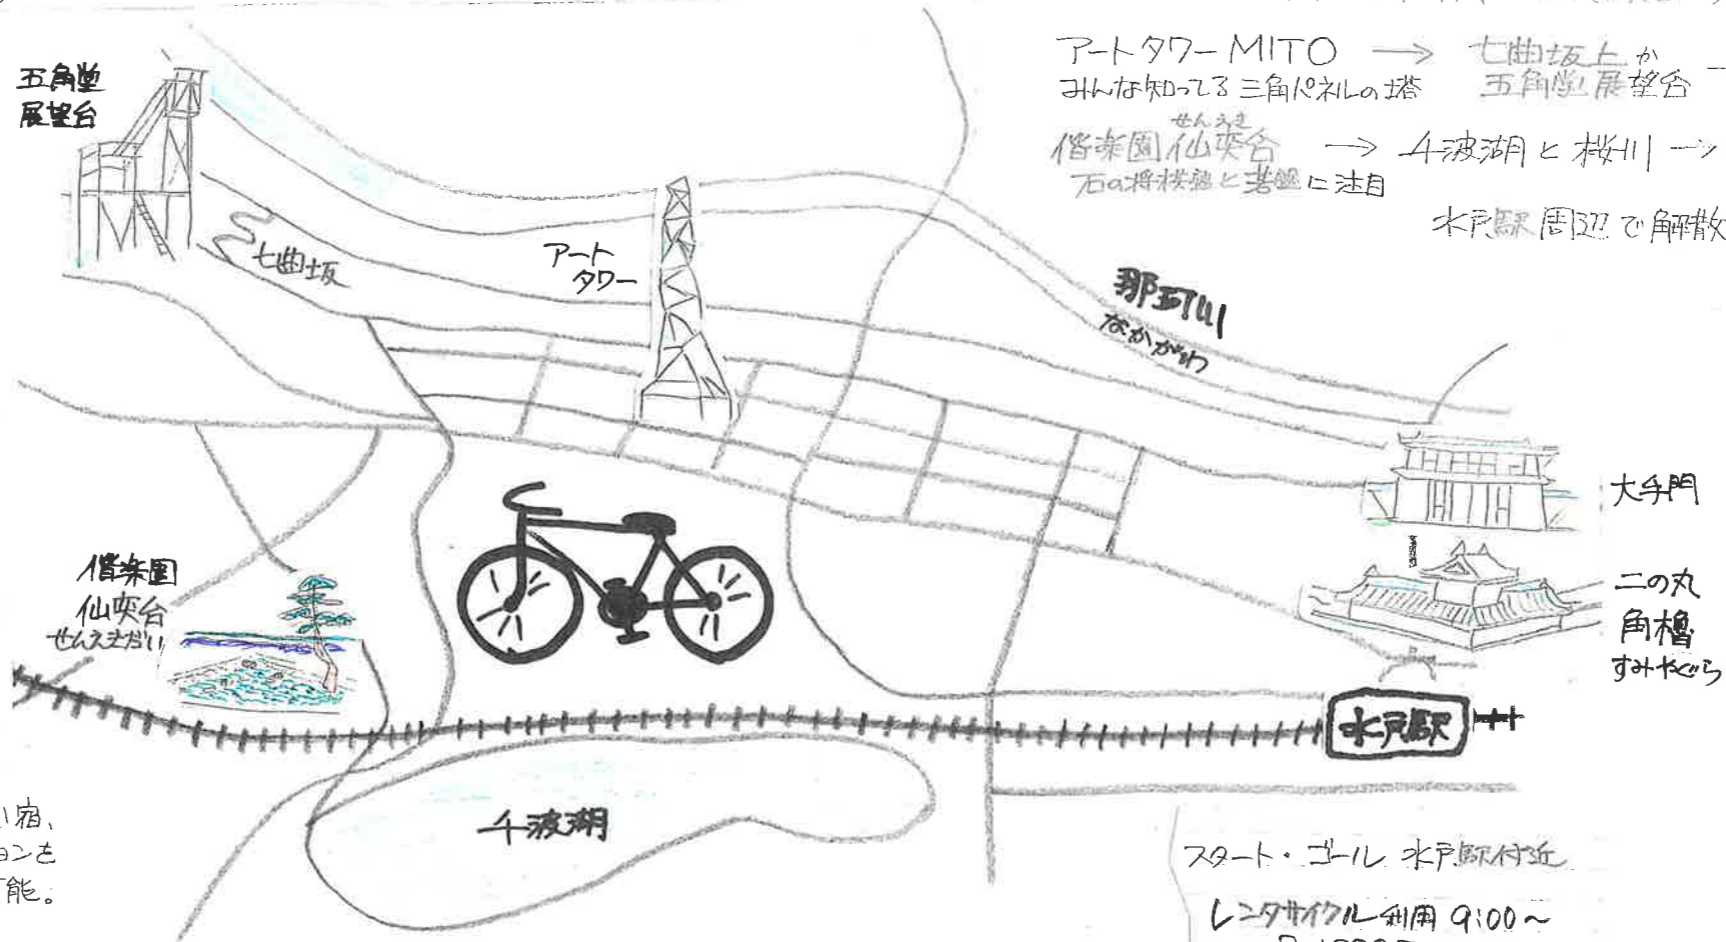 アートタワーMITO → 七曲坂上か
みんな知ってる三角パネルの塔 五角堂展望台
せんえき
偕楽園仙奕台 → 千波湖と桜川 →
石の将棋盤と碁盤に注目
水戸駅周辺で解散
五角堂
展望台
七曲坂
アート
タワー
那珂川
なかがわ
大手門
二の丸
角櫓
すみやぐら
偕楽園
仙奕台
せんえきだい
水戸駅
千波湖
宿、
ョンを
能。
スタート・ゴール 水戸駅付近
レンタサイクル利用 9:00〜